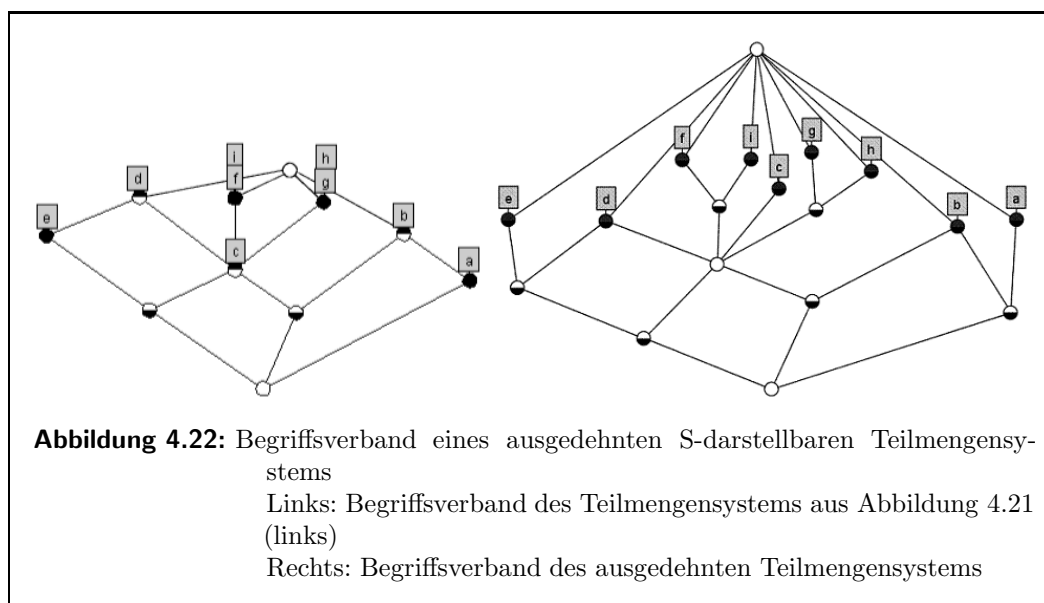 i
h
d
f
g
e
b
c
a
f
i
g
h
c
e
d
b
a
Abbildung 4.22: Begriffsverband eines ausgedehnten S-darstellbaren Teilmengensy-
stems
Links: Begriffsverband des Teilmengensystems aus Abbildung 4.21
(links)
Rechts: Begriffsverband des ausgedehnten Teilmengensystems